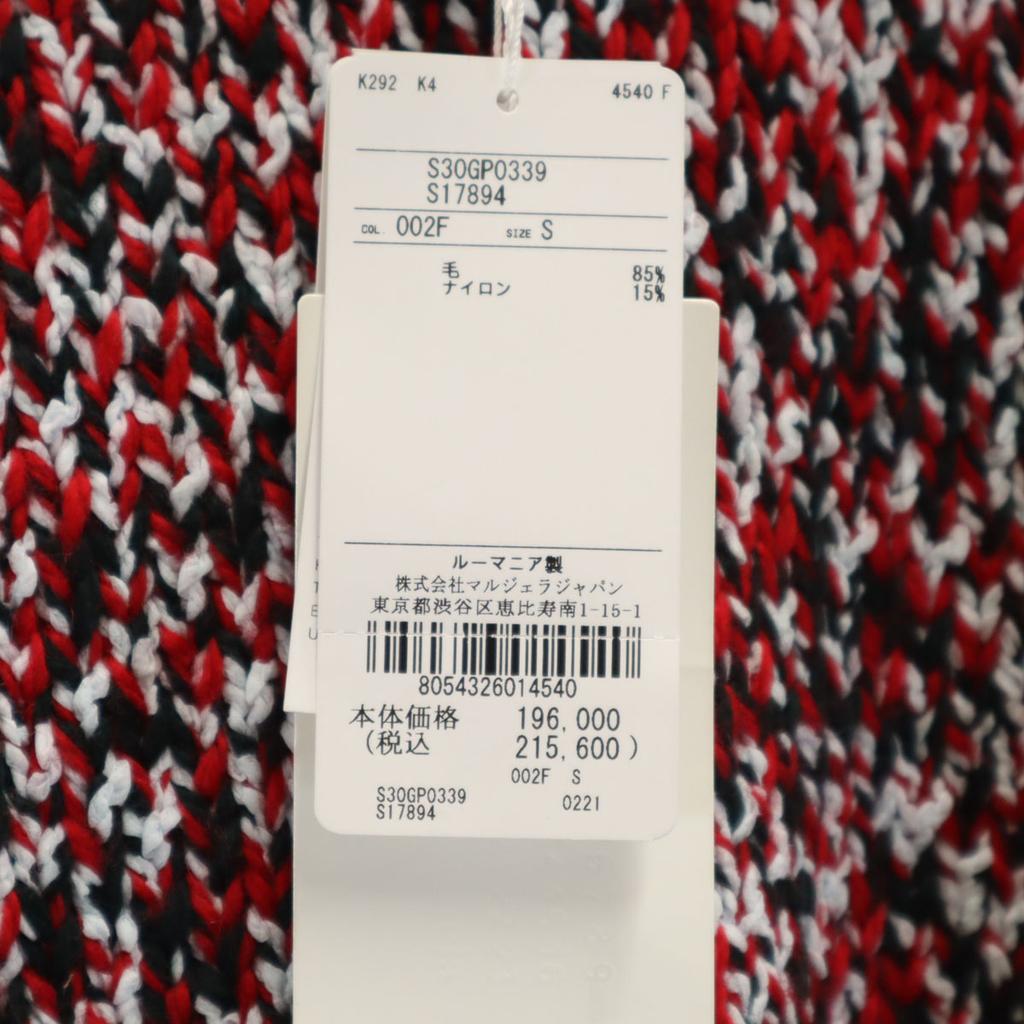 K292 K4 4540 F
S30GP0339
S17894
COL. 002F SIZE S
毛 85%
ナイロン 15%
ルーマニア製
株式会社マルジェラジャパン
東京都渋谷区恵比寿南1-15-1
8054326014540
本体価格 196,000
(税込 215,600)
002F S
S30GP0339 0221
S17894